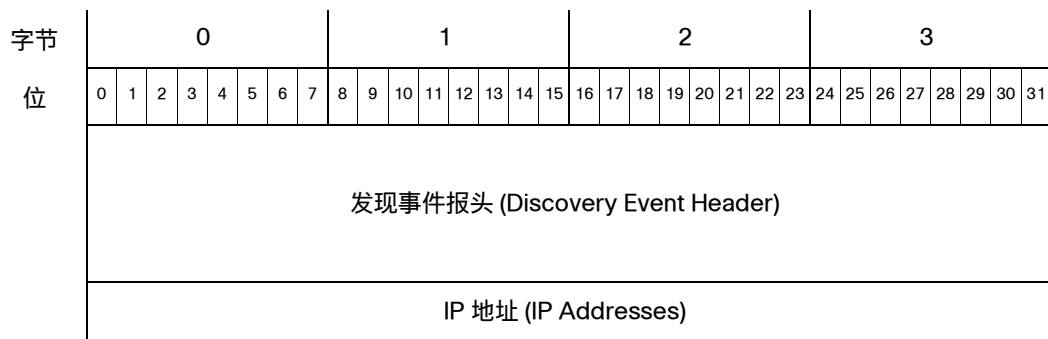 字节 0 1 2 3
位 0 1 2 3 4 5 6 7 8 9 10 11 12 13 14 15 16 17 18 19 20 21 22 23 24 25 26 27 28 29 30 31
发现事件报头 (Discovery Event Header)
IP 地址 (IP Addresses)